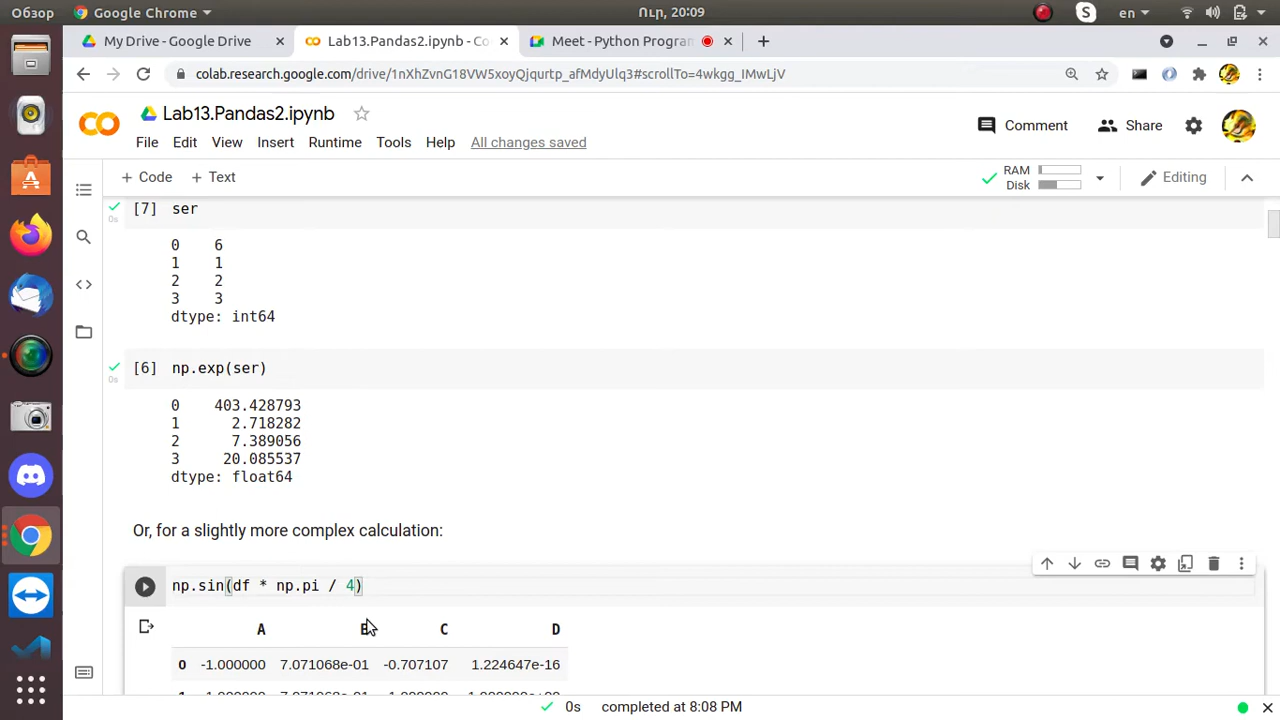 Обзор
Google Chrome
Ուր, 20:09
en
My Drive - Google Drive
Lab13.Pandas2.ipynb - Co
Meet - Python Program
colab.research.google.com/drive/1nXhZvnG18VW5xoyQjqurtp_afMdyUlq3#scrollTo=4wkgg_IMwLjV
Lab13.Pandas2.ipynb
File Edit View Insert Runtime Tools Help All changes saved
Comment
Share
+ Code + Text
RAM
Disk
Editing
[7] ser
0s
0 6
1 1
2 2
3 3
dtype: int64
[6] np.exp(ser)
0s
0 403.428793
1 2.718282
2 7.389056
3 20.085537
dtype: float64
Or, for a slightly more complex calculation:
np.sin(df * np.pi / 4)
A B C D
0 -1.000000 7.071068e-01 -0.707107 1.224647e-16
0s completed at 8:08 PM